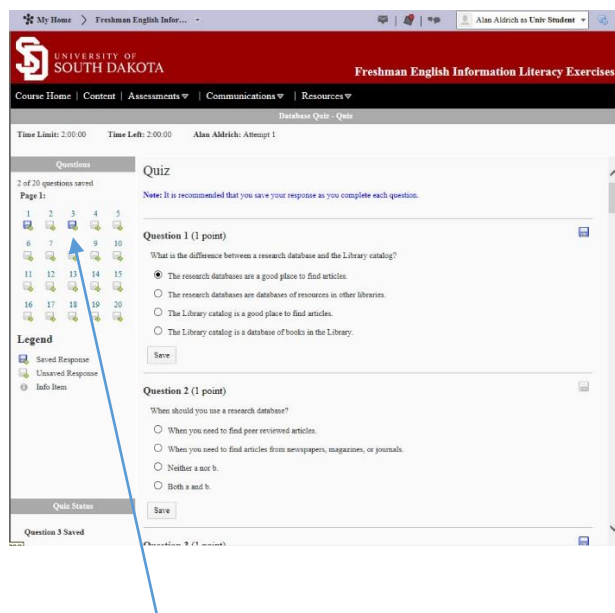 My Home > Freshman English Infor...
Alan Aldrich as Univ Student
UNIVERSITY OF
SOUTH DAKOTA
Freshman English Information Literacy Exercises
Course Home | Content | Assessments | Communications | Resources
Database Quiz - Quiz
Time Limit: 2:00:00 Time Left: 2:00:00 Alan Aldrich: Attempt 1
Questions
2 of 20 questions saved
Page 1:
1 2 3 4 5
6 7 9 10
11 12 13 14 15
16 17 18 19 20
Legend
Saved Response
Unsaved Response
Info Item
Quiz Status
Question 3 Saved
Quiz
Note: It is recommended that you save your response as you complete each question.
Question 1 (1 point)
What is the difference between a research database and the Library catalog?
The research databases are a good place to find articles.
The research databases are databases of resources in other libraries.
The Library catalog is a good place to find articles.
The Library catalog is a database of books in the Library.
Save
Question 2 (1 point)
When should you use a research database?
When you need to find peer reviewed articles.
When you need to find articles from newspapers, magazines, or journals.
Neither a nor b.
Both a and b.
Save
Question 3 (1 point)